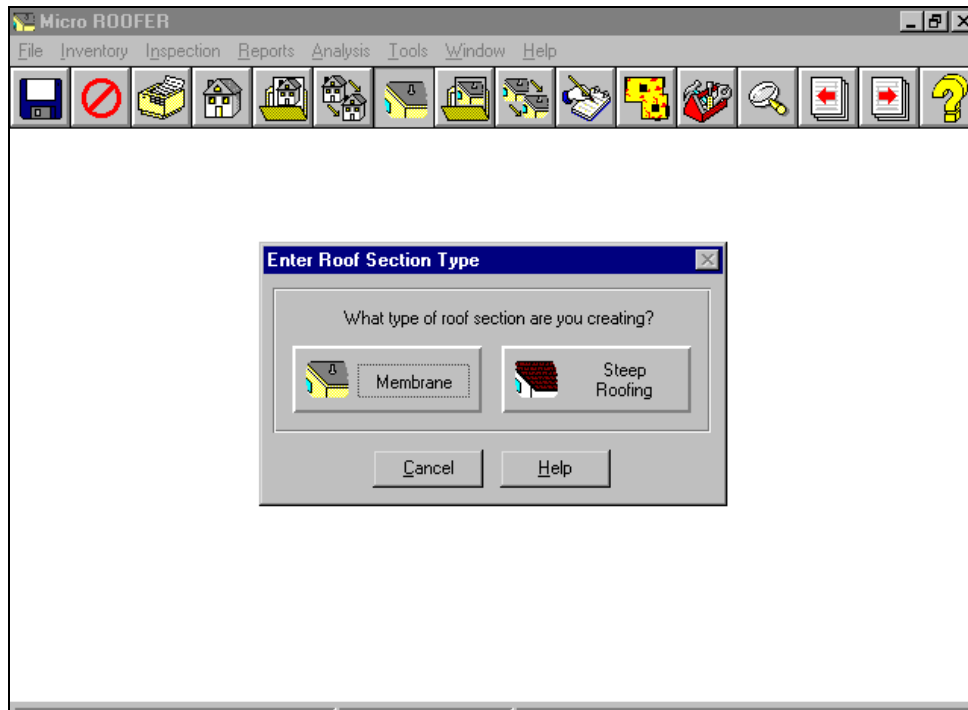 Micro ROOFER
File Inventory Inspection Reports Analysis Tools Window Help
Enter Roof Section Type
What type of roof section are you creating?
Membrane
Steep
Roofing
Cancel Help